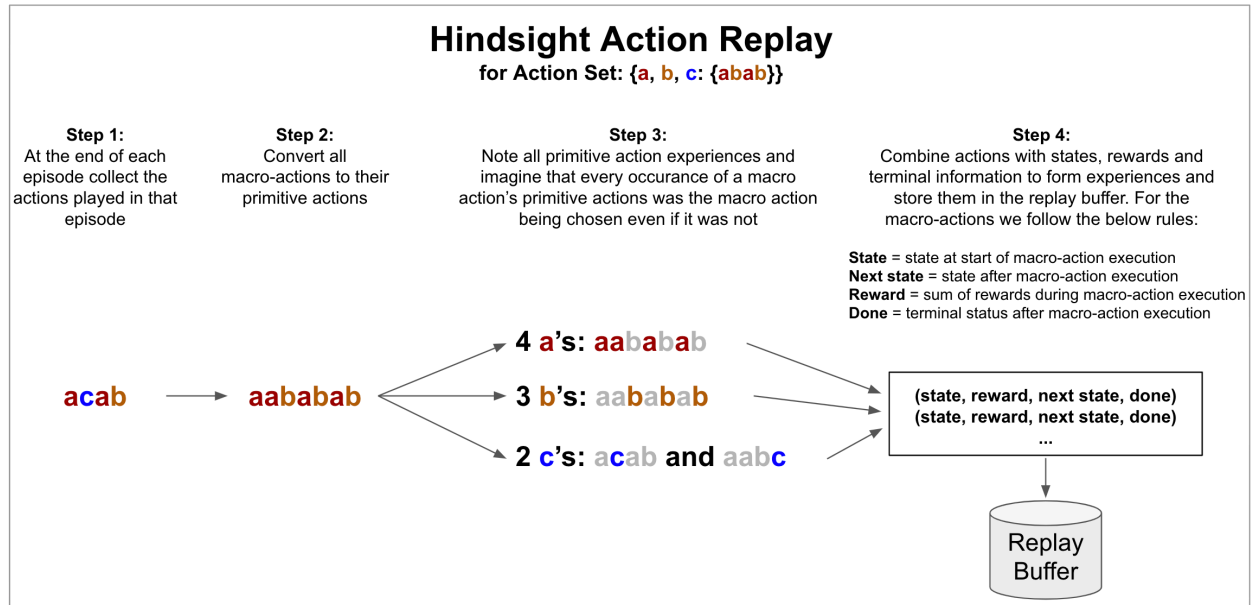 Hindsight Action Replay
for Action Set: {a, b, c: {abab}}
Step 1:
At the end of each
episode collect the
actions played in that
episode
Step 2:
Convert all
macro-actions to their
primitive actions
Step 3:
Note all primitive action experiences and
imagine that every occurance of a macro
action's primitive actions was the macro action
being chosen even if it was not
Step 4:
Combine actions with states, rewards and
terminal information to form experiences and
store them in the replay buffer. For the
macro-actions we follow the below rules:
State = state at start of macro-action execution
Next state = state after macro-action execution
Reward = sum of rewards during macro-action execution
Done = terminal status after macro-action execution
acab
aababab
4 a's: aababab
3 b's: aababab
2 c's: acab and aabc
(state, reward, next state, done)
(state, reward, next state, done)
...
Replay
Buffer